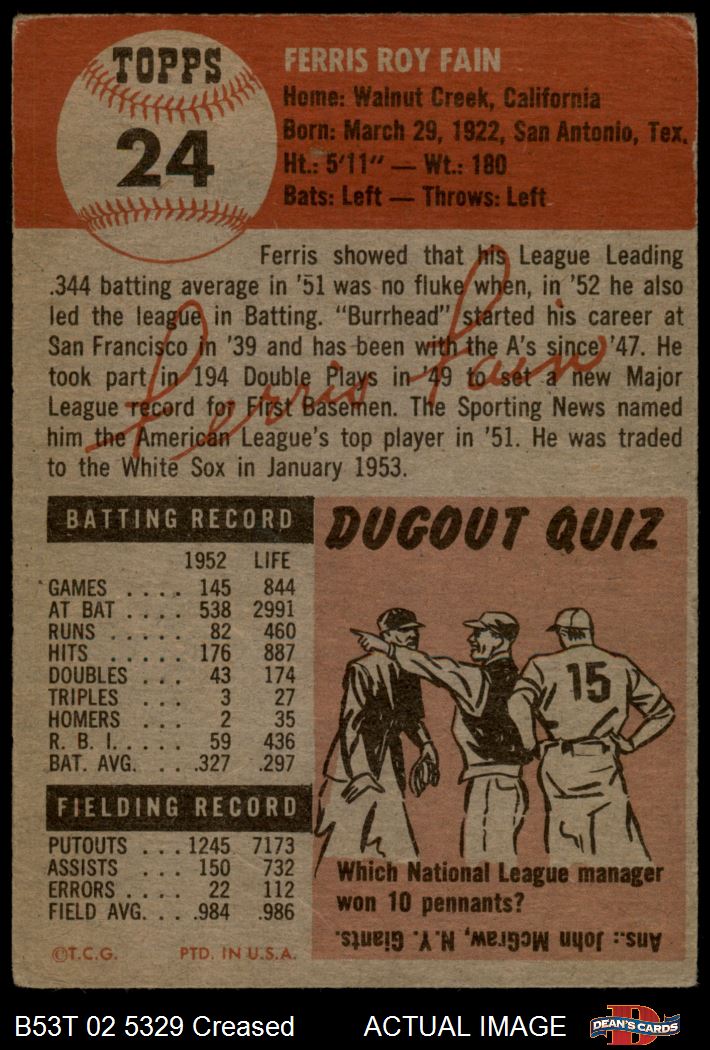 TOPPS
24
FERRIS ROY FAIN
Home: Walnut Creek, California
Born: March 29, 1922, San Antonio, Tex.
Ht.: 5'11" — Wt.: 180
Bats: Left — Throws: Left
Ferris showed that his League Leading
.344 batting average in '51 was no fluke when, in '52 he also
led the league in Batting. "Burrhead" started his career at
San Francisco in '39 and has been with the A's since '47. He
took part in 194 Double Plays in '49 to set a new Major
League record for First Basemen. The Sporting News named
him the American League's top player in '51. He was traded
to the White Sox in January 1953.
Ferris Fain
BATTING RECORD
1952 LIFE
GAMES .... 145 844
AT BAT .... 538 2991
RUNS ..... 82 460
HITS ..... 176 887
DOUBLES ... 43 174
TRIPLES ... 3 27
HOMERS ... 2 35
R. B. I. .... 59 436
BAT. AVG. ... .327 .297
FIELDING RECORD
PUTOUTS ... 1245 7173
ASSISTS ... 150 732
ERRORS ... 22 112
FIELD AVG. ... .984 .986
©T.C.G. PTD. IN U.S.A.
DUGOUT QUIZ
15
Which National League manager
won 10 pennants?
Ans.: John McGraw, N.Y. Giants.
B53T 02 5329 Creased ACTUAL IMAGE
D
DEAN'S CARDS